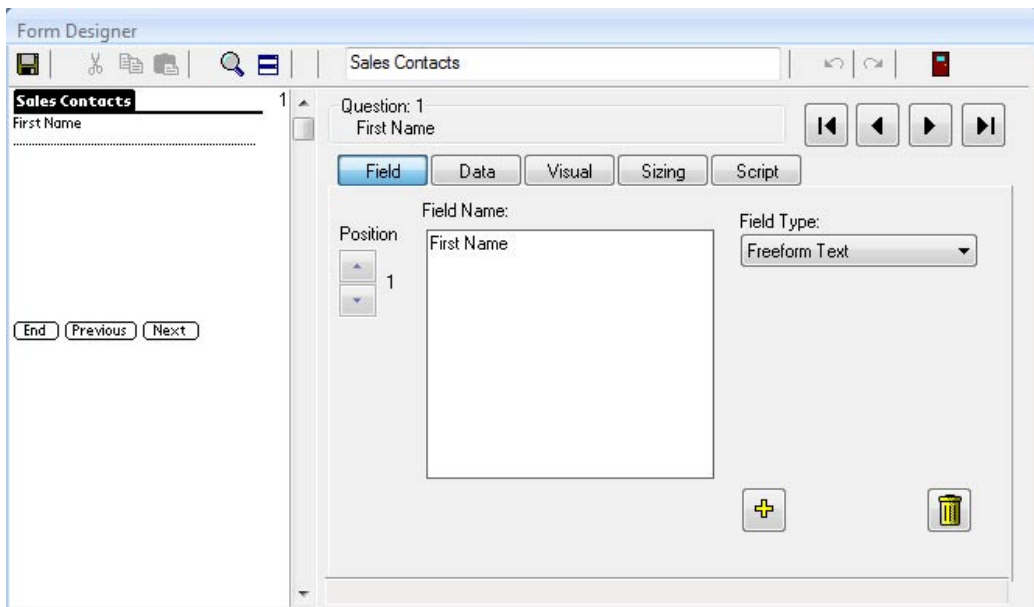 Form Designer
Sales Contacts
Sales Contacts 1
First Name
End Previous Next
Question: 1
First Name
Field Data Visual Sizing Script
Position
1
Field Name:
First Name
Field Type:
Freeform Text